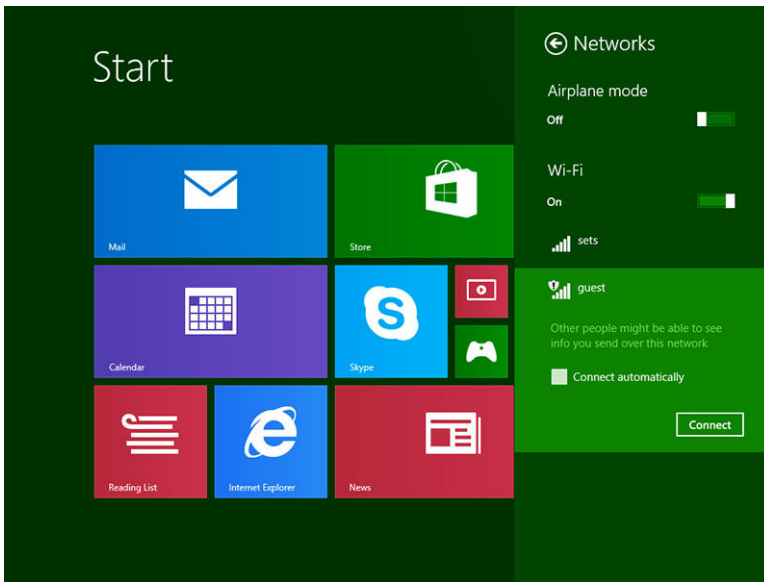 Start
Mail
Store
Calendar
Skype
Reading List
Internet Explorer
News
Networks
Airplane mode
Off
Wi-Fi
On
sets
guest
Other people might be able to see
info you send over this network
Connect automatically
Connect